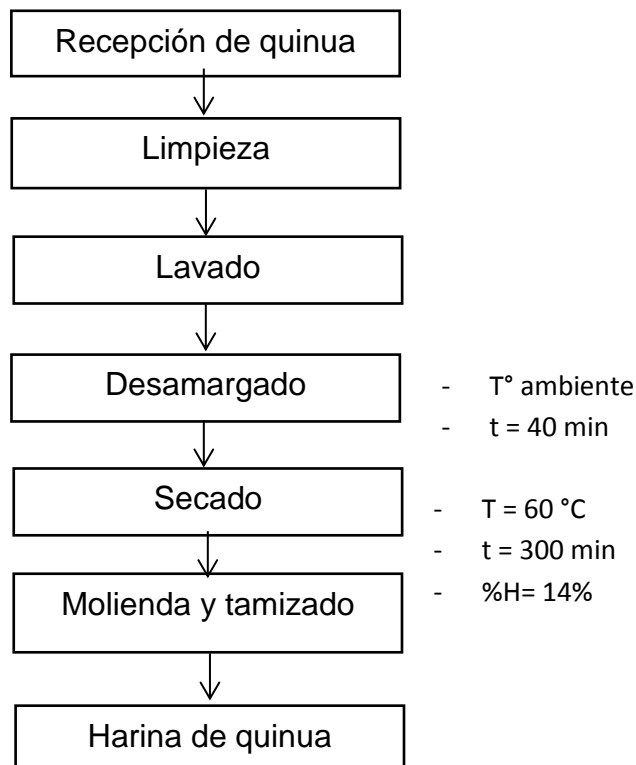 Recepción de quinua
Limpieza
Lavado
Desamargado
- T° ambiente
- t = 40 min
Secado
- T = 60 °C
- t = 300 min
- %H= 14%
Molienda y tamizado
Harina de quinua